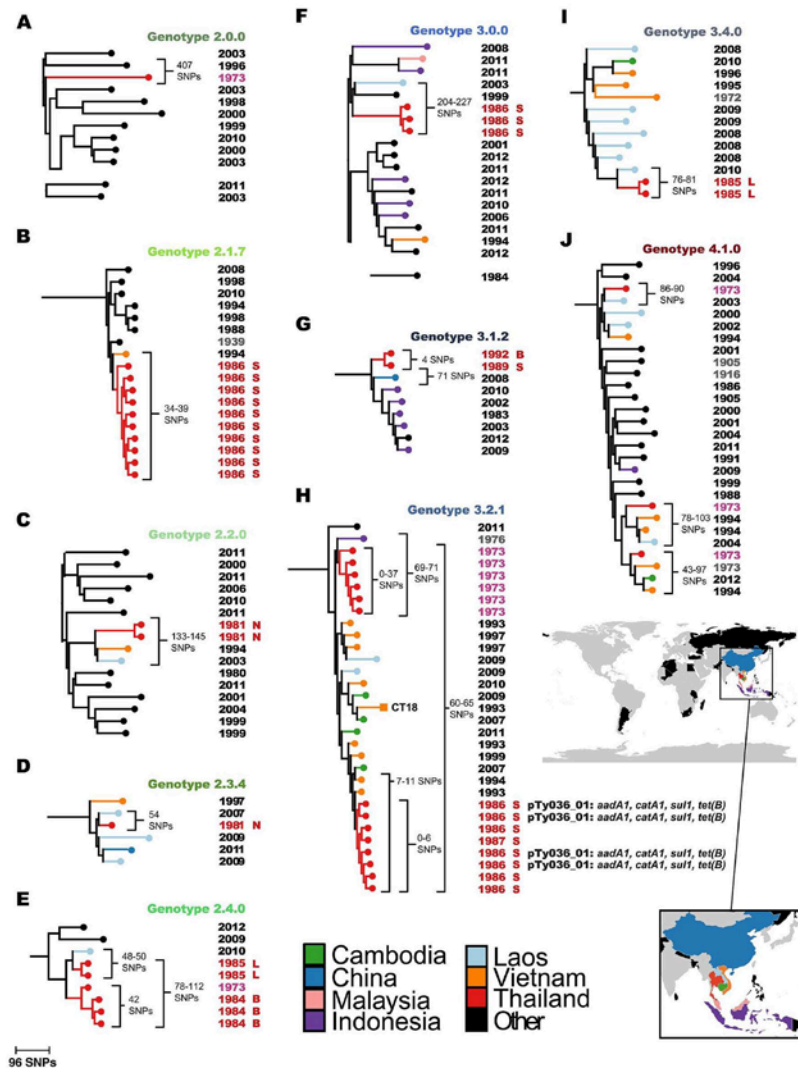 A
Genotype 2.0.0
2003
1996
1973
407
SNPs
2003
1998
2000
1999
2010
2000
2003
2011
2003
B
Genotype 2.1.7
2008
1998
2010
1994
1998
1988
1939
1994
1986 S
1986 S
1986 S
1986 S
1986 S
1986 S
1986 S
1986 S
1986 S
1986 S
34-39
SNPs
C
Genotype 2.2.0
2011
2000
2011
2006
2010
2011
1981 N
1981 N
1994
2003
133-145
SNPs
1980
2011
2001
2004
1999
1999
D
Genotype 2.3.4
1997
2007
1981 N
54
SNPs
2009
2011
2009
E
Genotype 2.4.0
2012
2009
2010
1985 L
1985 L
1973
1984 B
1984 B
1984 B
48-50
SNPs
42
SNPs
78-112
SNPs
96 SNPs
F
Genotype 3.0.0
2008
2011
2011
2003
1999
1986 S
1986 S
1986 S
204-227
SNPs
2001
2012
2011
2012
2011
2010
2006
2011
1994
2012
1984
G
Genotype 3.1.2
1992 B
1989 S
4 SNPs
71 SNPs
2008
2010
2002
1983
2003
2012
2009
H
Genotype 3.2.1
2011
1976
1973
1973
1973
1973
1973
1973
0-37
SNPs
69-71
SNPs
1993
1997
1997
2009
2009
2010
2009
1993
CT18
2007
2011
1993
1999
2007
1994
1993
60-65
SNPs
7-11 SNPs
0-6
SNPs
1986 S pTy036_01: aadA1, catA1, sul1, tet(B)
1986 S pTy036_01: aadA1, catA1, sul1, tet(B)
1986 S
1987 S
1986 S pTy036_01: aadA1, catA1, sul1, tet(B)
1986 S pTy036_01: aadA1, catA1, sul1, tet(B)
1986 S
1986 S
I
Genotype 3.4.0
2008
2010
1996
1995
1972
2009
2009
2008
2008
2008
2010
1985 L
1985 L
76-81
SNPs
J
Genotype 4.1.0
1996
2004
1973
2003
86-90
SNPs
2000
2002
1994
2001
1905
1916
1986
1905
2000
2001
2004
2011
1991
2009
1999
1988
1973
1994
1994
2004
78-103
SNPs
1973
1973
2012
1994
43-97
SNPs
Cambodia
China
Malaysia
Indonesia
Laos
Vietnam
Thailand
Other